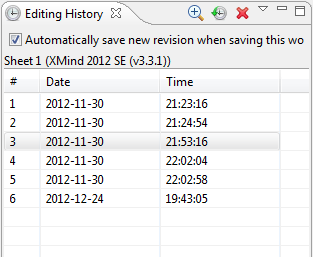 Editing History
Automatically save new revision when saving this wo
Sheet 1 (XMind 2012 SE (v3.3.1))
# Date Time
1 2012-11-30 21:23:16
2 2012-11-30 21:24:54
3 2012-11-30 21:53:16
4 2012-11-30 22:02:04
5 2012-11-30 22:02:58
6 2012-12-24 19:43:05